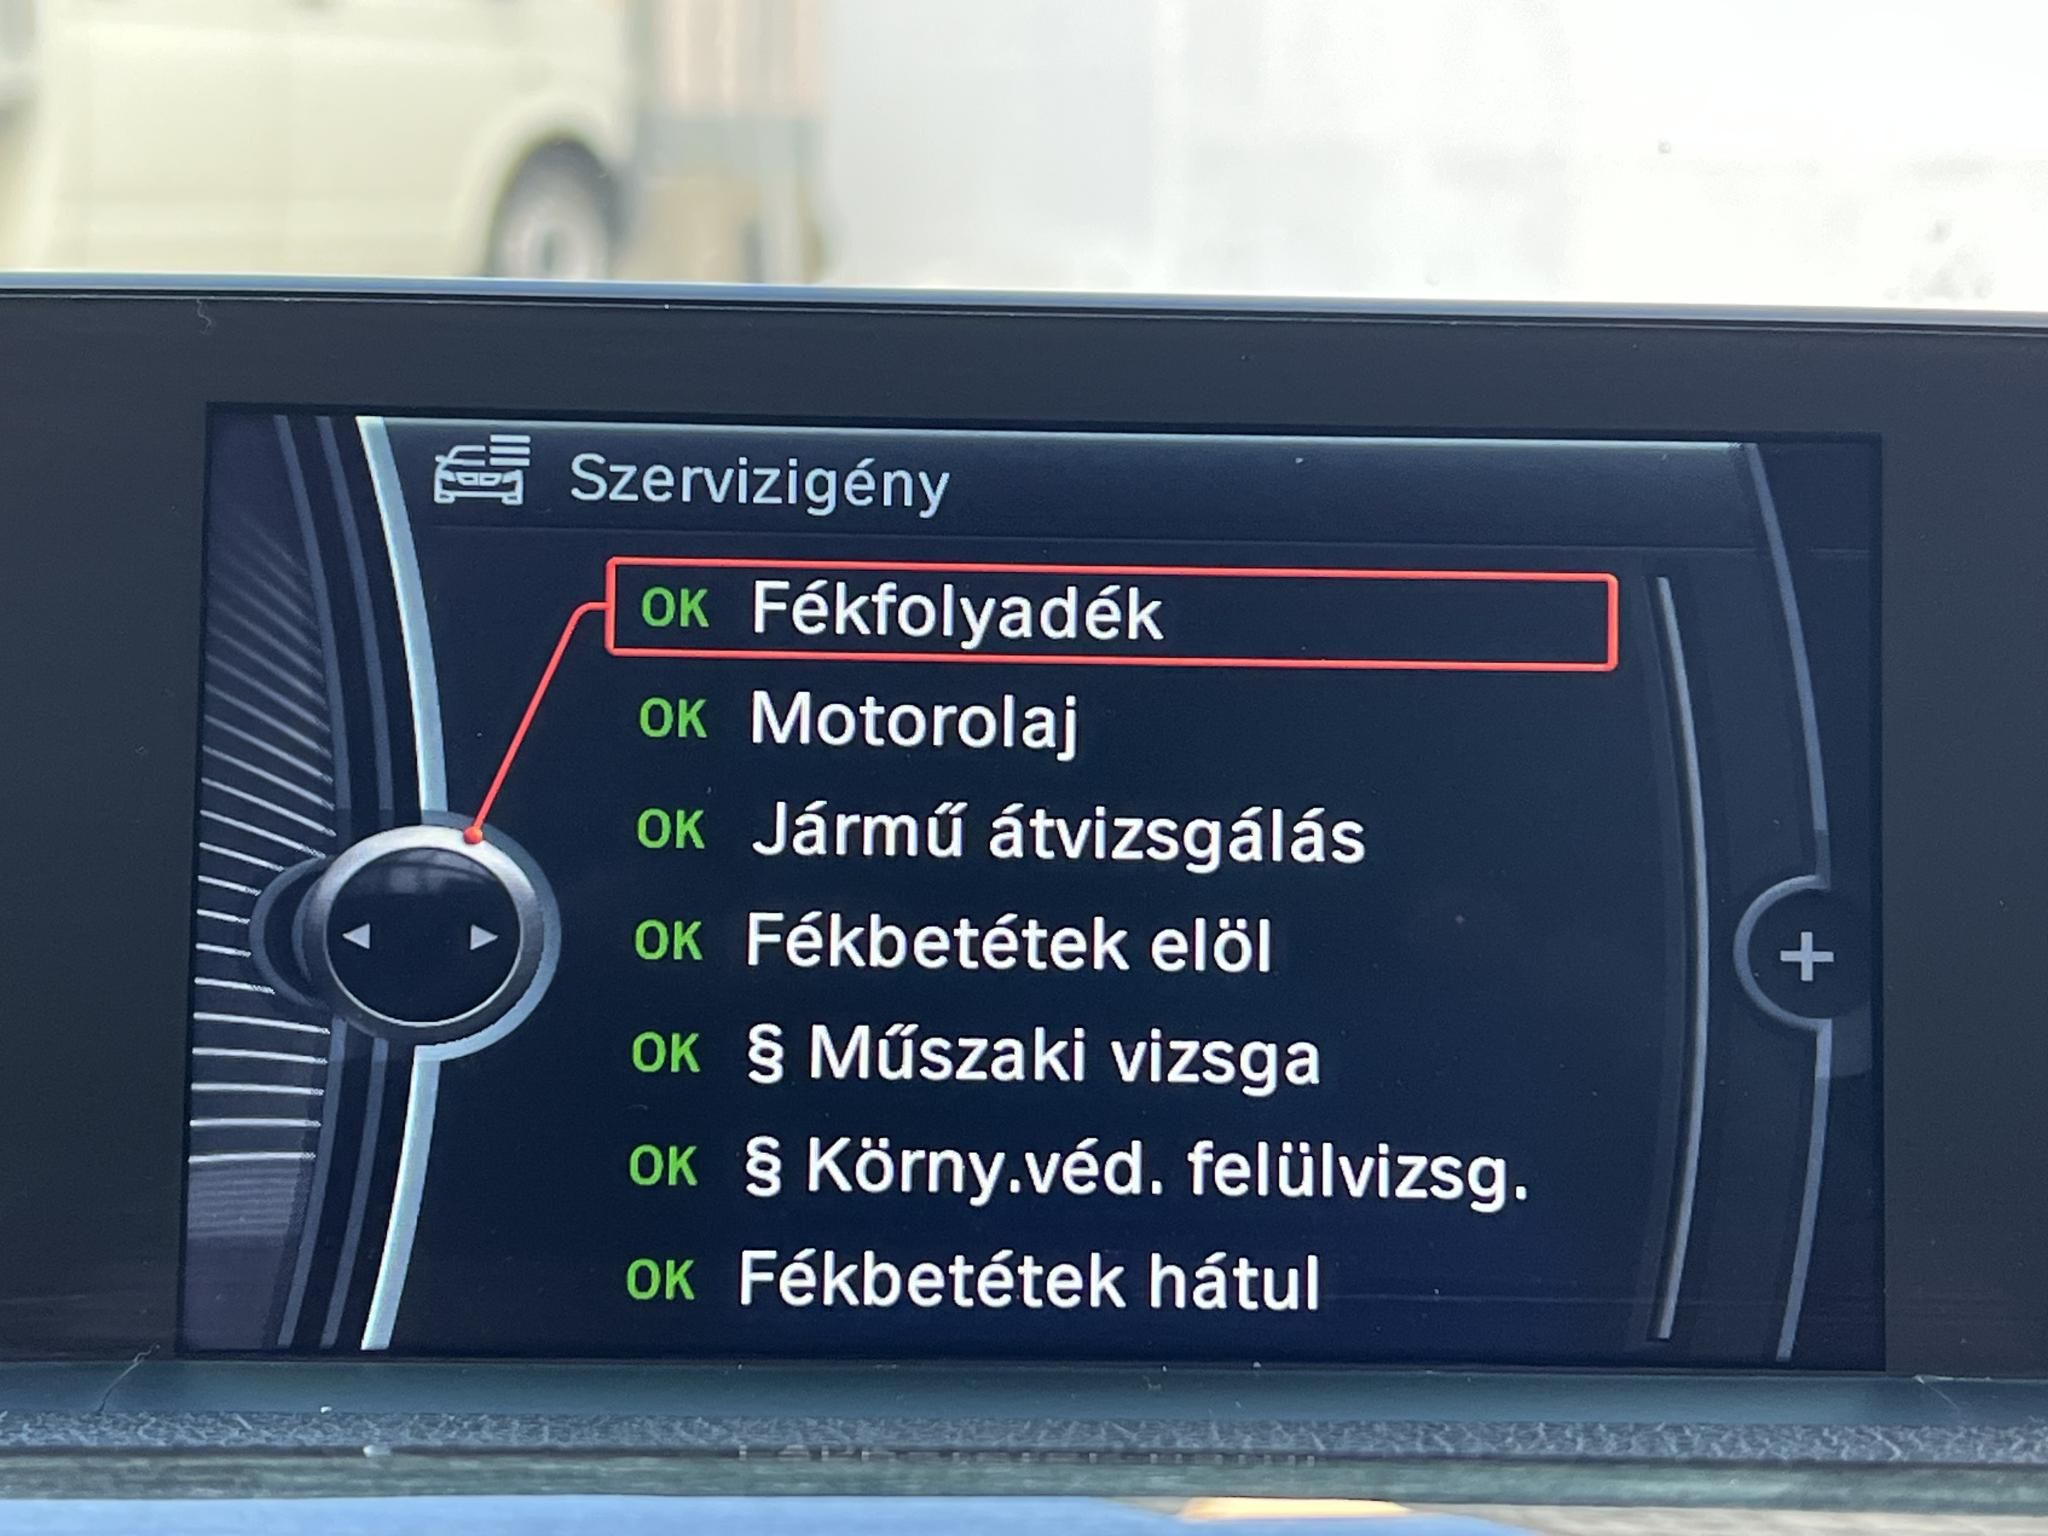 Szervizigény
OK Fékfolyadék
OK Motorolaj
OK Jármű átvizsgálás
OK Fékbetétek elöl
OK § Műszaki vizsga
OK § Körny.véd. felülvizsg.
OK Fékbetétek hátul